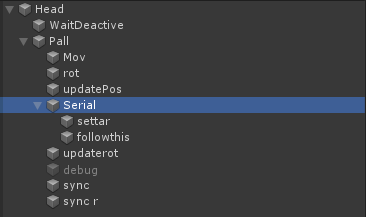 Head
WaitDeactive
Pall
Mov
rot
updatePos
Serial
settar
followthis
updaterot
debug
sync
sync r